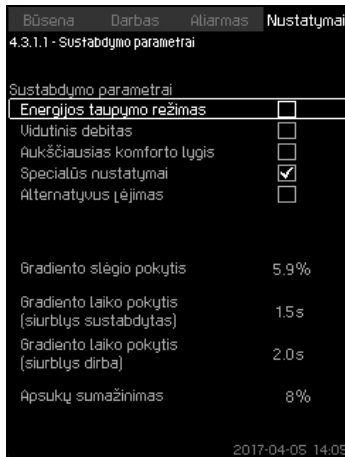 Būsena Darbas Aliarmas Nustatymai
4.3.1.1 - Sustabdymo parametrai
Sustabdymo parametrai
Energijos taupymo režimas
Vidutinis debitas
Aukščiausias komforto lygis
Specialūs nustatymai
Alternatyvus įėjimas
Gradiento slėgio pokytis 5.9%
Gradiento laiko pokytis
(siurblys sustabdytas) 1.5s
Gradiento laiko pokytis
(siurblys dirba) 2.0s
Apsukų sumažinimas 8%
2017-04-05 14:05